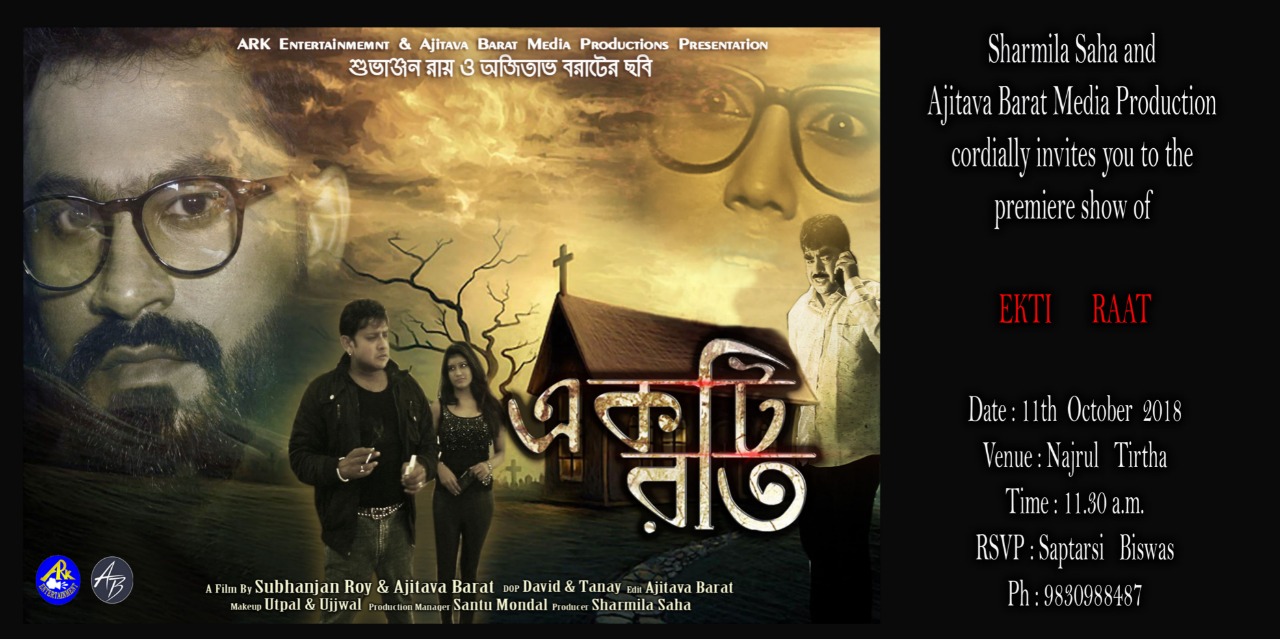 ARK Entertainmemnt & Ajitava Barat Media Productions Presentation
শুভাঞ্জন রায় ও অজিতাভ বরাটের ছবি
একটি
রাত
ARK
ENTERTAINMENT
AB
A Film By Subhanjan Roy & Ajitava Barat DOP David & Tanay Edit Ajitava Barat
Makeup Utpal & Ujjwal Production Manager Santu Mondal Producer Sharmila Saha
Sharmila Saha and
Ajitava Barat Media Production
cordially invites you to the
premiere show of
EKTI RAAT
Date : 11th October 2018
Venue : Najrul Tirtha
Time : 11.30 a.m.
RSVP : Saptarsi Biswas
Ph : 9830988487